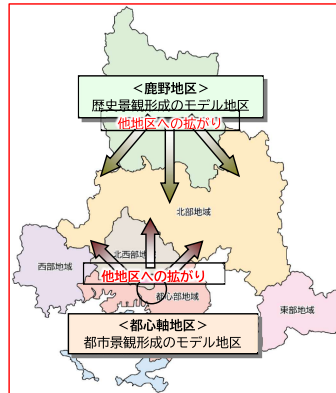 ＜鹿野地区＞
歴史景観形成のモデル地区
他地区への拡がり
北部地域
北西部地
西部地域
他地区への拡がり
都心部地域
東部地域
＜都心軸地区＞
都市景観形成のモデル地区